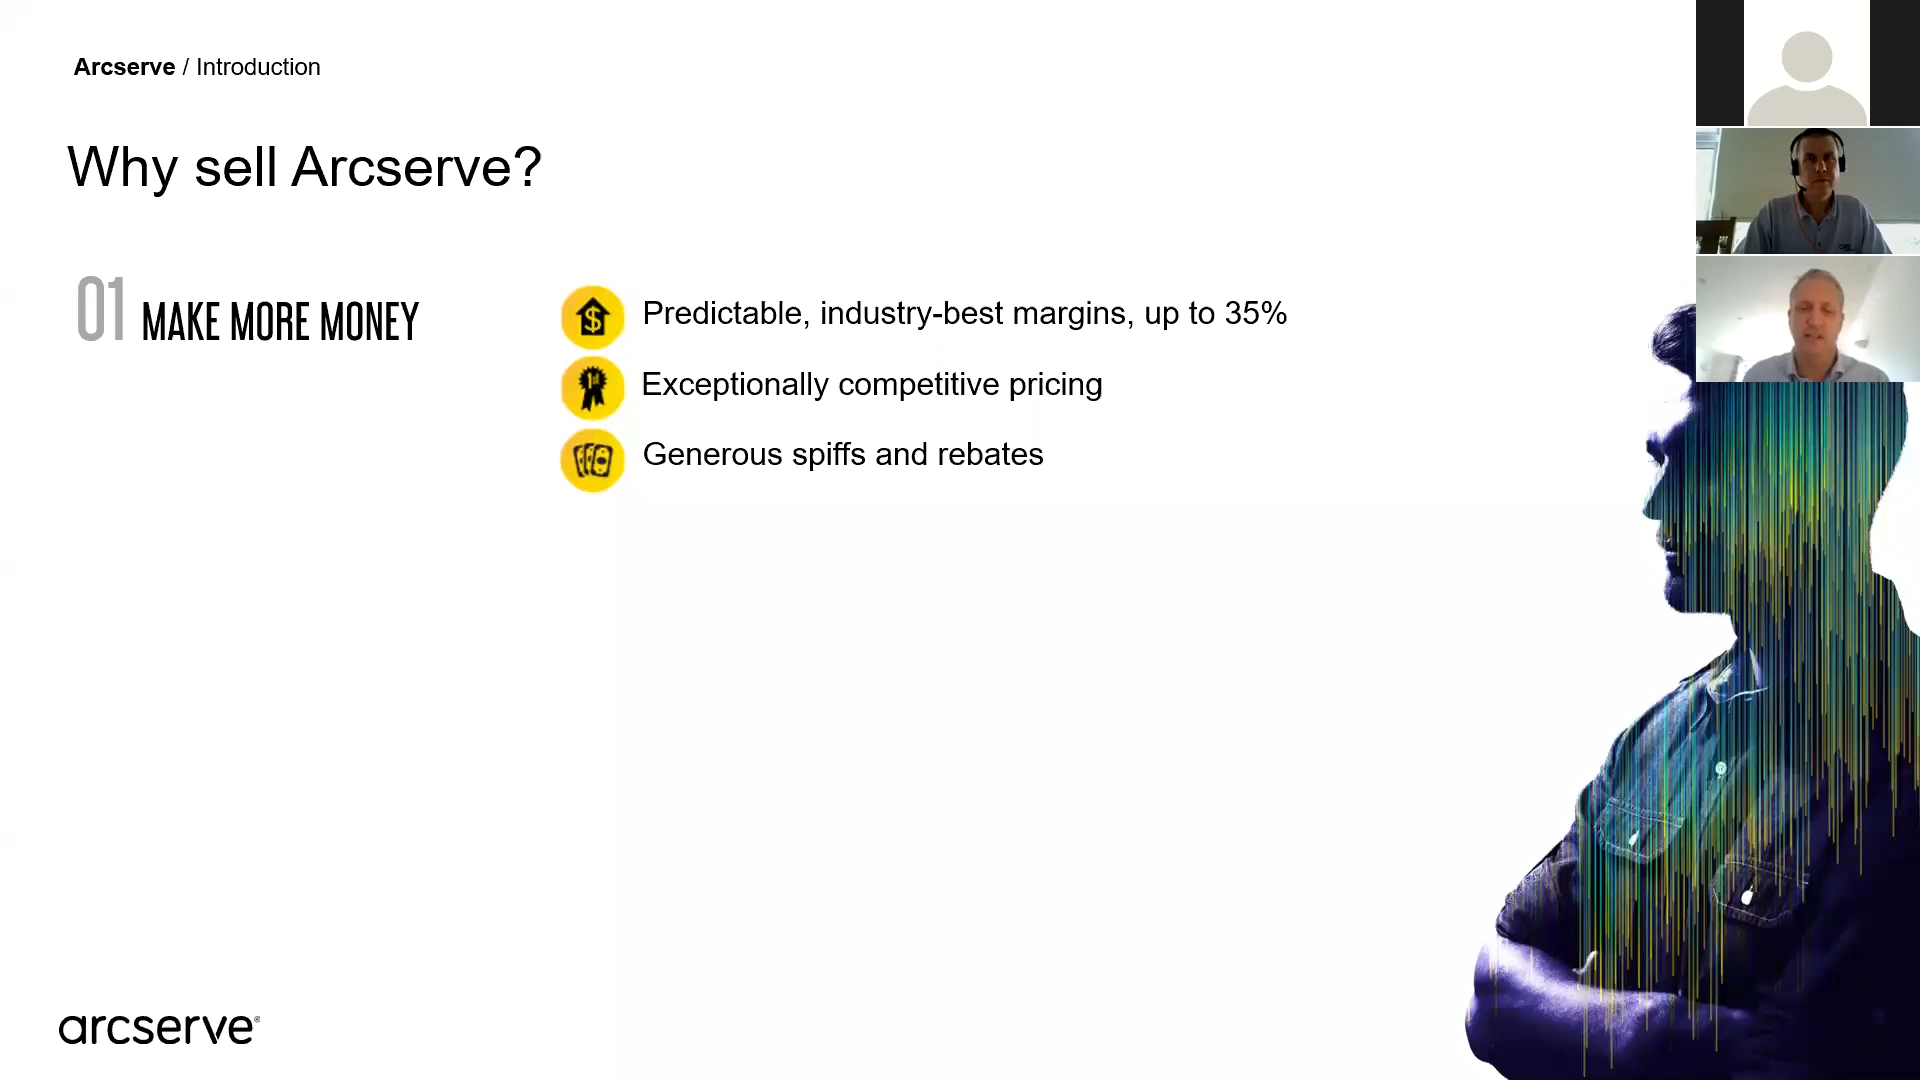 Arcserve / Introduction
Why sell Arcserve?
01 MAKE MORE MONEY
Predictable, industry-best margins, up to 35%
Exceptionally competitive pricing
Generous spiffs and rebates
arcserve®